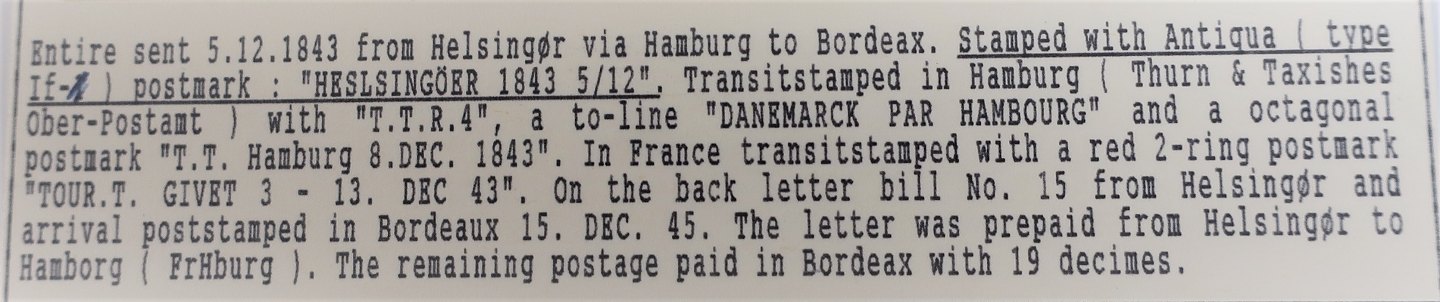 Entire sent 5.12.1843 from Helsingør via Hamburg to Bordeax. Stamped with Antiqua ( type
If-1 ) postmark : "HESLSINGÖER 1843 5/12". Transitstamped in Hamburg ( Thurn & Taxishes
Ober-Postamt ) with "T.T.R.4", a to-line "DANEMARCK PAR HAMBOURG" and a octagonal
postmark "T.T. Hamburg 8.DEC. 1843". In France transitstamped with a red 2-ring postmark
"TOUR.T. GIVET 3 - 13. DEC 43". On the back letter bill No. 15 from Helsingør and
arrival poststamped in Bordeaux 15. DEC. 45. The letter was prepaid from Helsingør to
Hamborg ( FrHburg ). The remaining postage paid in Bordeax with 19 decimes.